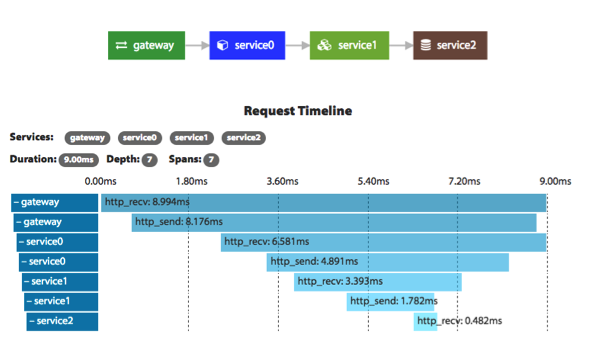 gateway service0 service1 service2
Request Timeline
Services: gateway service0 service1 service2
Duration: 9.00ms Depth: 7 Spans: 7
0.00ms 1.80ms 3.60ms 5.40ms 7.20ms 9.00ms
– gateway http_recv: 8.994ms
– gateway http_send: 8.176ms
– service0 http_recv: 6.581ms
– service0 http_send: 4.891ms
– service1 http_recv: 3.393ms
– service1 http_send: 1.782ms
– service2 http_recv: 0.482ms